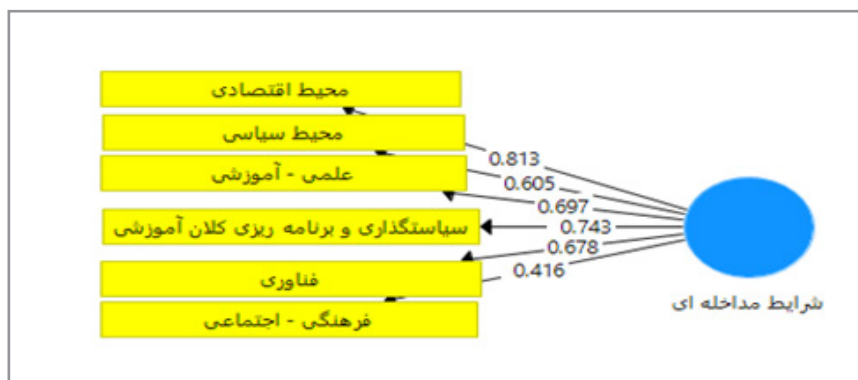 محیط اقتصادی
محیط سیاسی
علمی - آموزشی
سیاستگذاری و برنامه ریزی کلان آموزشی
فناوری
فرهنگی - اجتماعی
0.813
0.605
0.697
0.743
0.678
0.416
شرایط مداخله ای